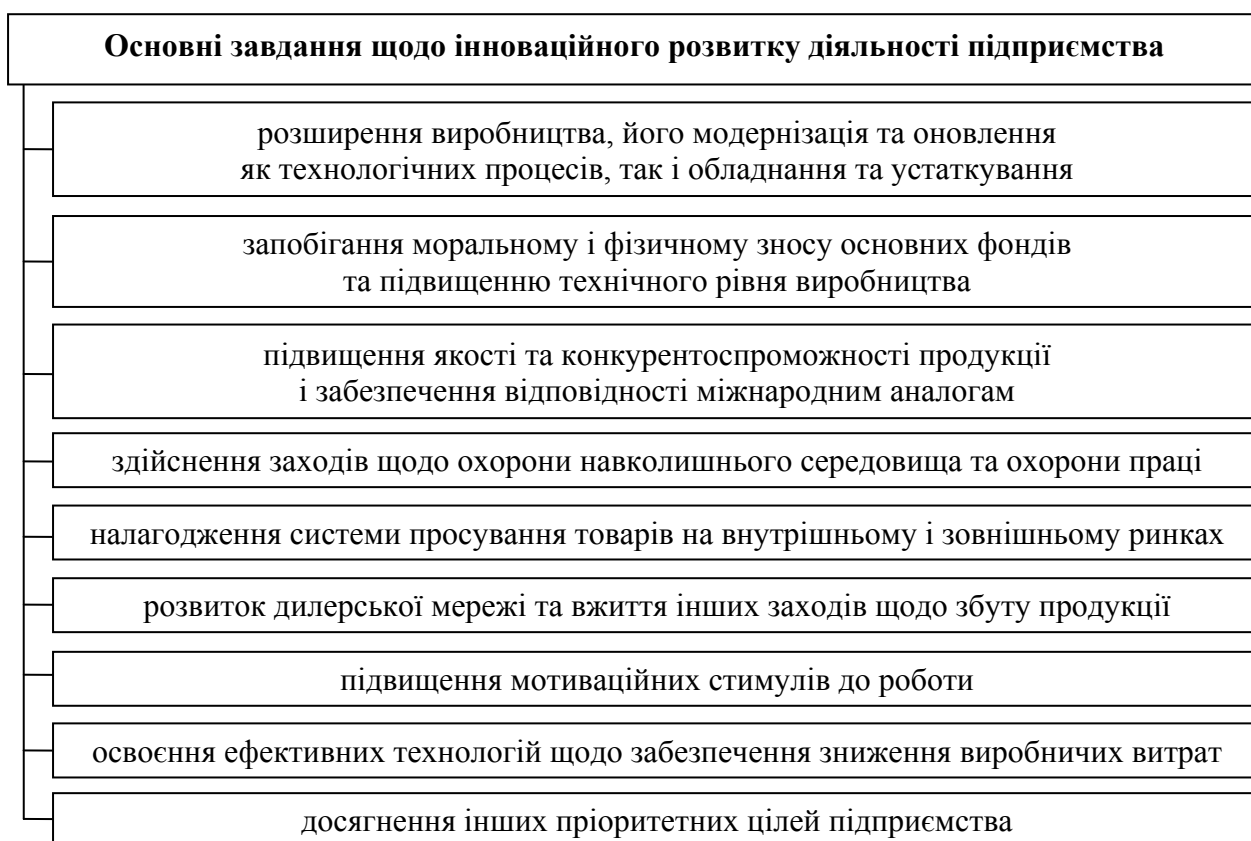 Основні завдання щодо інноваційного розвитку діяльності підприємства
розширення виробництва, його модернізація та оновлення
як технологічних процесів, так і обладнання та устаткування
запобігання моральному і фізичному зносу основних фондів
та підвищенню технічного рівня виробництва
підвищення якості та конкурентоспроможності продукції
і забезпечення відповідності міжнародним аналогам
здійснення заходів щодо охорони навколишнього середовища та охорони праці
налагодження системи просування товарів на внутрішньому і зовнішньому ринках
розвиток дилерської мережі та вжиття інших заходів щодо збуту продукції
підвищення мотиваційних стимулів до роботи
освоєння ефективних технологій щодо забезпечення зниження виробничих витрат
досягнення інших пріоритетних цілей підприємства